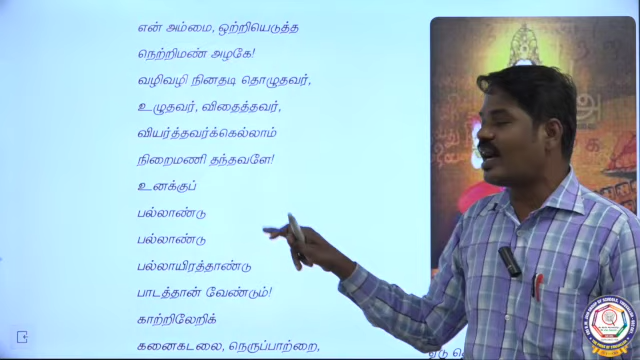 என் அம்மை, ஒற்றியெடுத்த
நெற்றிமண் அழகே!
வழிவழி நினதடி தொழுதவர்,
உழுதவர், விதைத்தவர்,
வியர்த்தவர்க்கெல்லாம்
நிறைமணி தந்தவளே!
உனக்குப்
பல்லாண்டு
பல்லாண்டு
பல்லாயிரத்தாண்டு
பாடத்தான் வேண்டும்!
காற்றிலேறிக்
கனைகடலை, நெருப்பாற்றை,